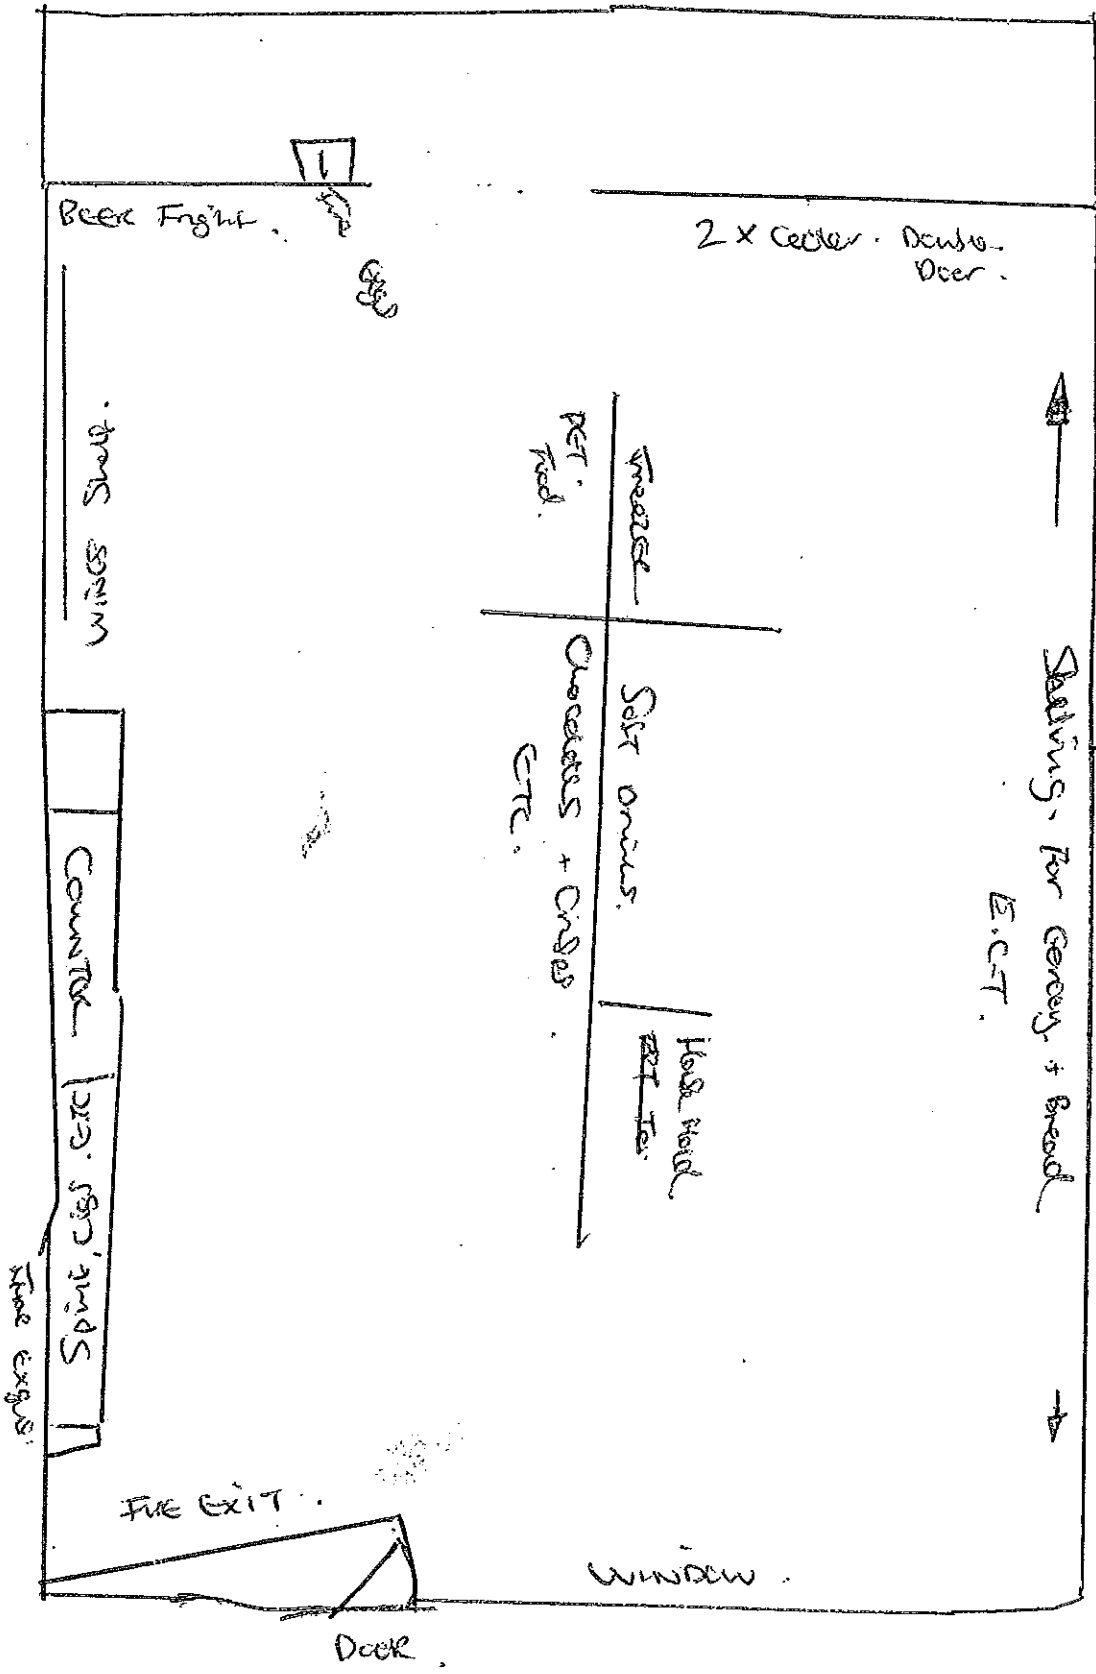 BEER Fright.
2 x Cooler. Double
Door.
WINES Shelf.
PET.
Food.
FREEZER
Soft Drinks.
Chocolates + Crisps
ETC.
House Hold
Shelving. For Grocery + Bread
E.C.T.
COUNTER
Spirit, cigs, ETC
FIRE EXIT.
WINDOW.
DOOR.